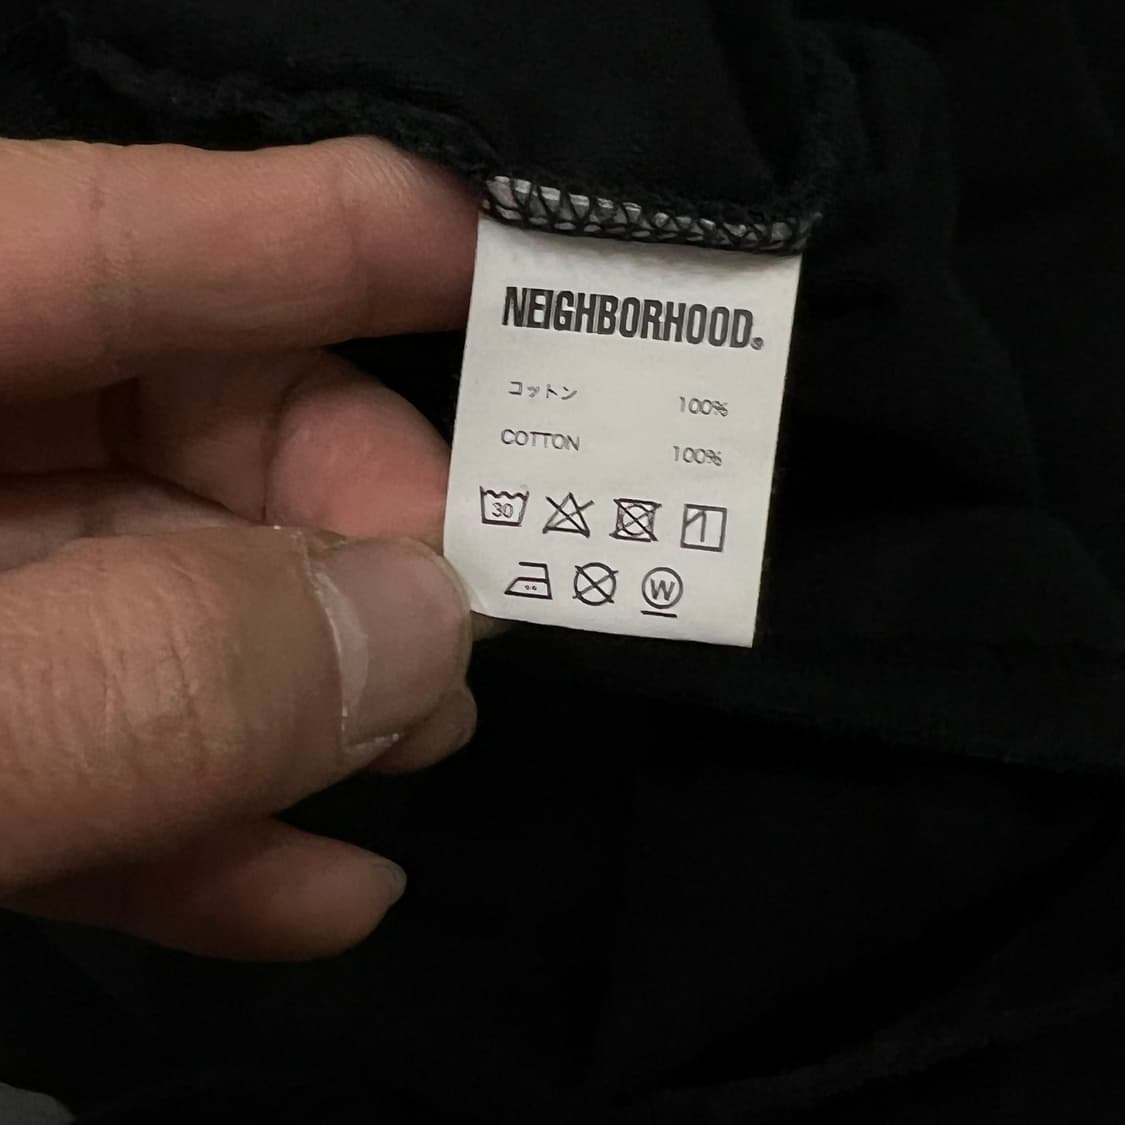 NEIGHBORHOOD®
コットン 100%
COTTON 100%
30
W